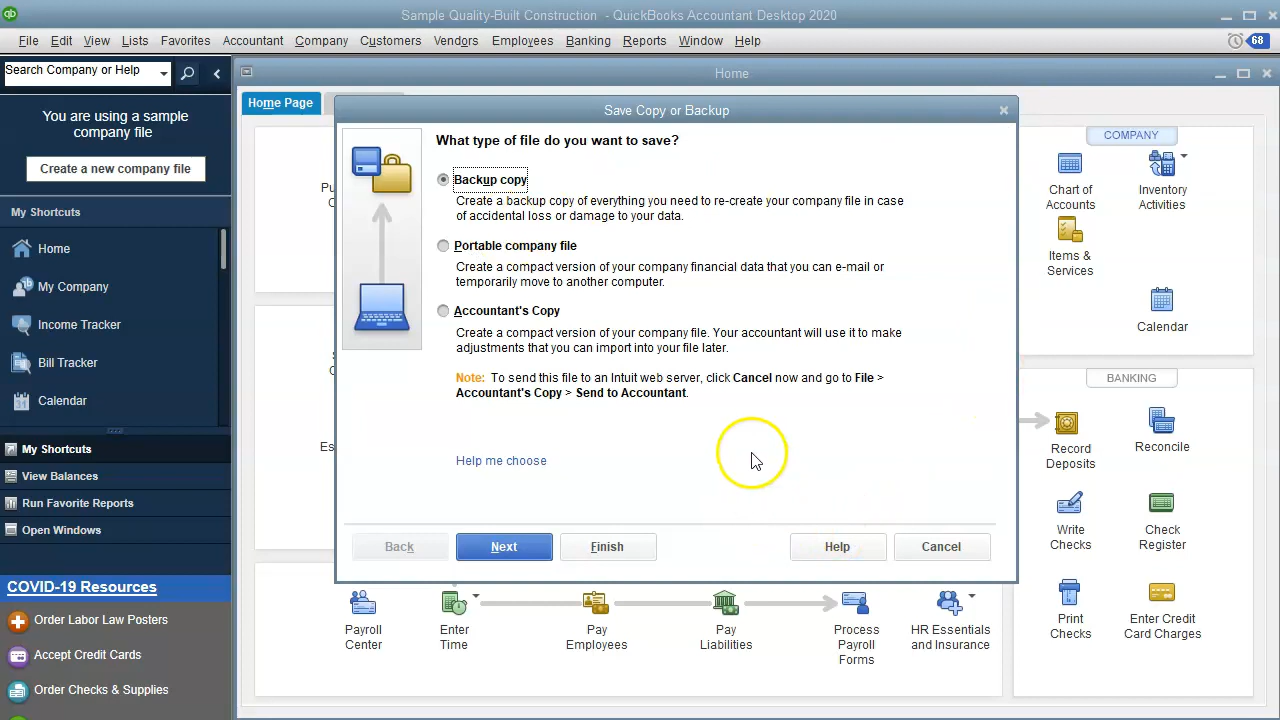 qb
Sample Quality-Built Construction - QuickBooks Accountant Desktop 2020
File Edit View Lists Favorites Accountant Company Customers Vendors Employees Banking Reports Window Help
68
Search Company or Help
Home
You are using a sample
company file
Create a new company file
My Shortcuts
Home
My Company
Income Tracker
Bill Tracker
Calendar
31
My Shortcuts
View Balances
Run Favorite Reports
Open Windows
COVID-19 Resources
Order Labor Law Posters
Accept Credit Cards
Order Checks & Supplies
Home Page
Save Copy or Backup
What type of file do you want to save?
Backup copy
Create a backup copy of everything you need to re-create your company file in case
of accidental loss or damage to your data.
Portable company file
Create a compact version of your company financial data that you can e-mail or
temporarily move to another computer.
Accountant's Copy
Create a compact version of your company file. Your accountant will use it to make
adjustments that you can import into your file later.
Note: To send this file to an Intuit web server, click Cancel now and go to File >
Accountant's Copy > Send to Accountant.
Help me choose
Back Next Finish Help Cancel
COMPANY
Chart of
Accounts
Inventory
Activities
Items &
Services
Calendar
BANKING
Record
Deposits
Reconcile
Write
Checks
Check
Register
Print
Checks
Enter Credit
Card Charges
Payroll
Center
Enter
Time
Pay
Employees
Pay
Liabilities
Process
Payroll
Forms
HR Essentials
and Insurance